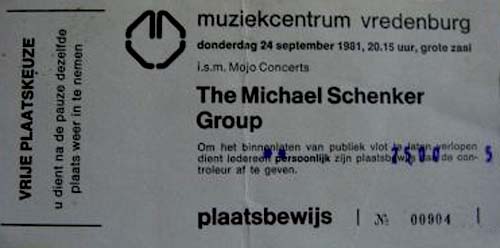 VRIJE PLAATSKEUZE
u dient na de pauze dezelfde
plaats weer in te nemen
muziekcentrum vredenburg
donderdag 24 september 1981, 20.15 uur, grote zaal
i.s.m. Mojo Concerts
The Michael Schenker
Group
Om het binnenlaten van publiek vlot te laten verlopen
dient iedereen persoonlijk zijn plaatsbewijs aan de con-
troleur af te geven.
plaatsbewijs | № 00904 |